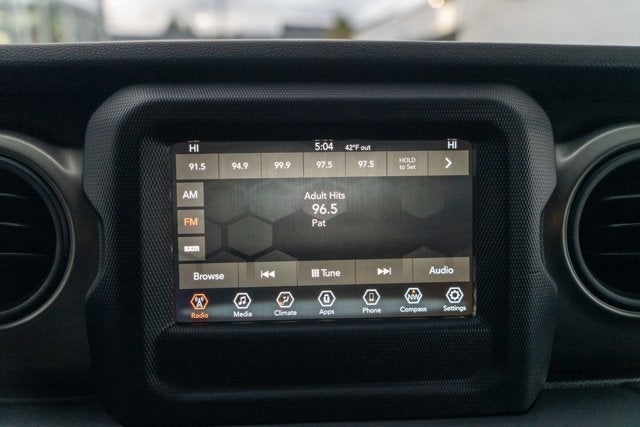 HI 5:04 42°F out HI
91.5 94.9 99.9 97.5 97.5 HOLD to Set
AM
Adult Hits
FM
96.5
Pat
sxm
Browse Tune Audio
Radio Media Climate Apps Phone NW Compass Settings